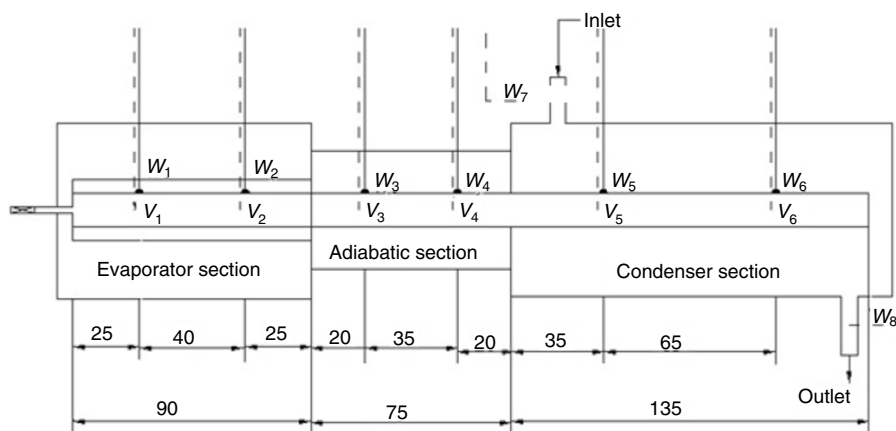 Inlet
W7
W1 W2 W3 W4 W5 W6
V1 V2 V3 V4 V5 V6
Evaporator section
Adiabatic section
Condenser section
W8
25 40 25 20 35 20 35 65
Outlet
90 75 135